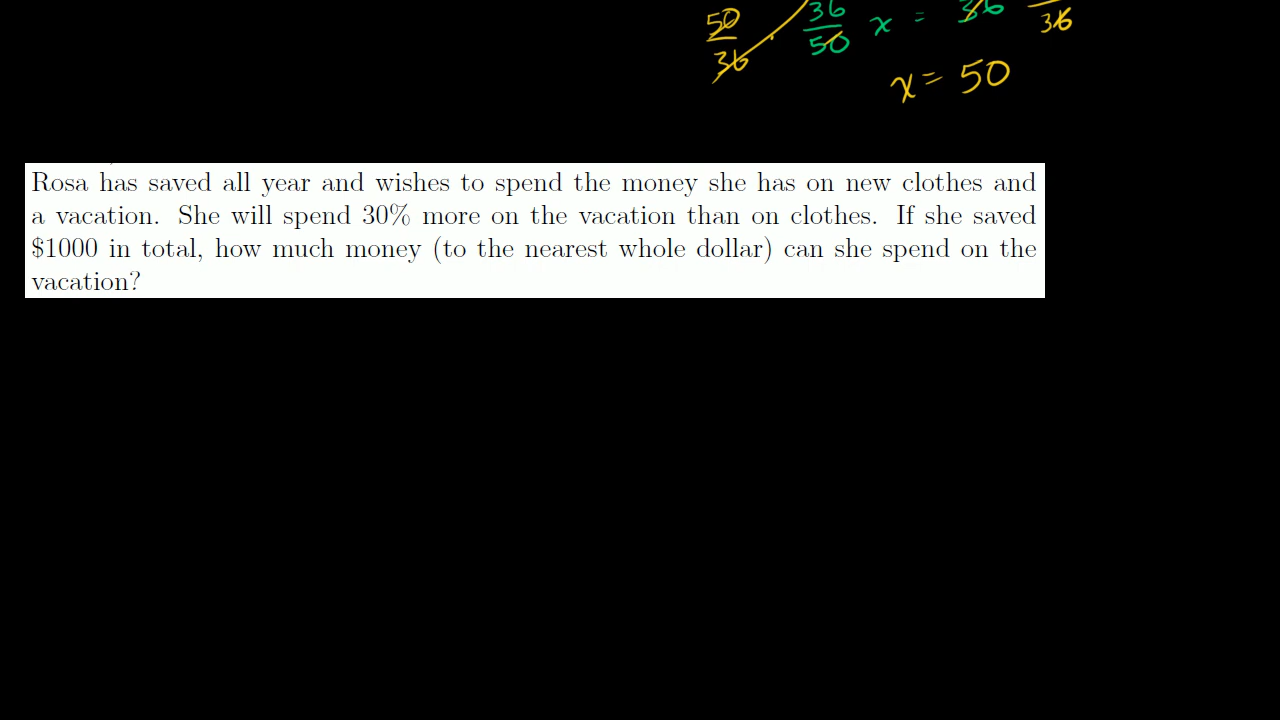 50/36 · 36/50 x = 36 /36
x = 50
Rosa has saved all year and wishes to spend the money she has on new clothes and
a vacation. She will spend 30% more on the vacation than on clothes. If she saved
$1000 in total, how much money (to the nearest whole dollar) can she spend on the
vacation?